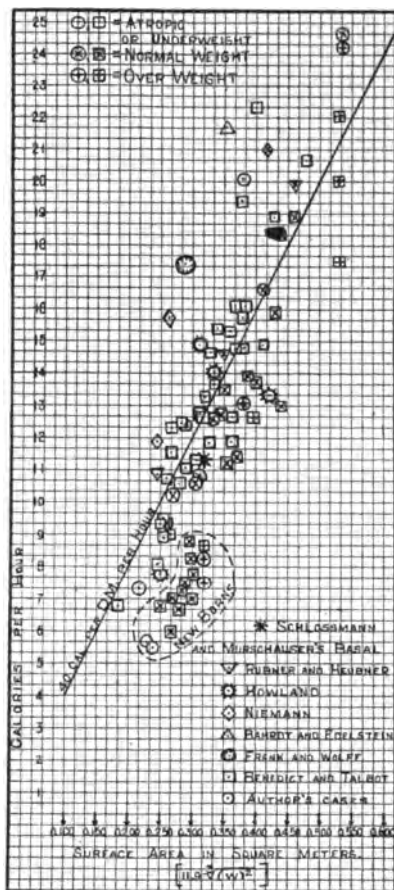 = ATROPIC
OR UNDERWEIGHT
= NORMAL WEIGHT
= OVER WEIGHT
25
24
23
22
21
20
19
18
17
16
15
14
13
12
11
10
9
8
7
6
5
4
3
2
1
CALORIES PER HOUR
40 CAL. PER DM. PER HOUR
NEW BORNS
SCHLOSSMANN
AND MURSCHAUSER'S BASAL
RUBNER AND HEUBNER
HOWLAND
NIEMANN
BAHRDT AND EDELSTEIN
FRANK AND WOLFF
BENEDICT AND TALBOT
AUTHOR'S CASES
0.100 0.150 0.200 0.250 0.300 0.350 0.400 0.450 0.500 0.550 0.600
SURFACE AREA IN SQUARE METERS.